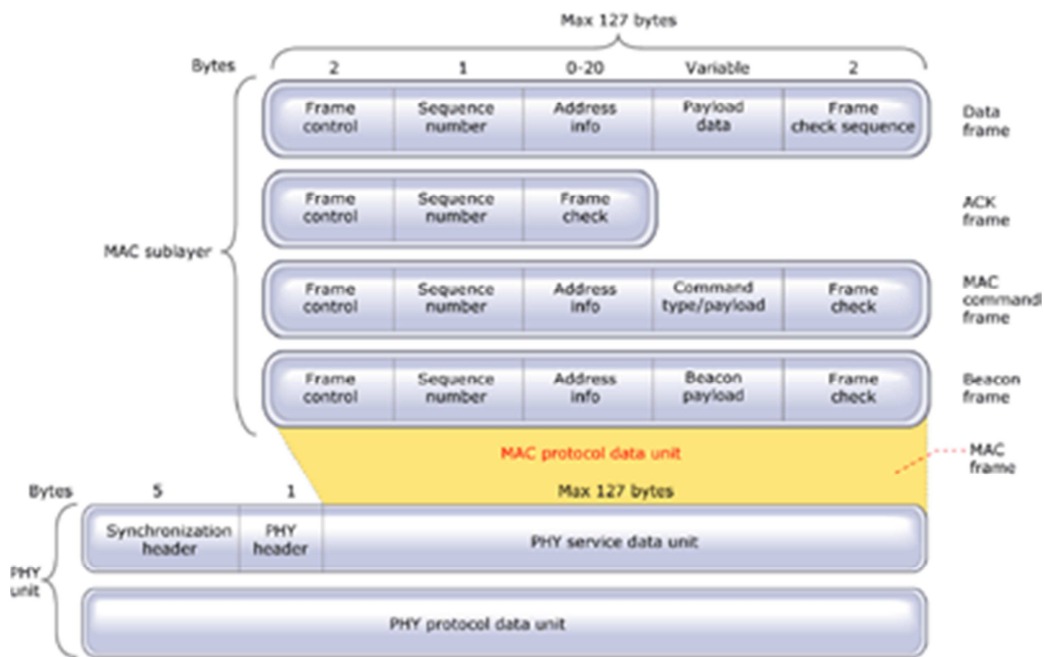 Max 127 bytes
Bytes 2 1 0-20 Variable 2
Frame control Sequence number Address info Payload data Frame check sequence Data frame
Frame control Sequence number Frame check ACK frame
MAC sublayer
Frame control Sequence number Address info Command type/payload Frame check MAC command frame
Frame control Sequence number Address info Beacon payload Frame check Beacon frame
MAC protocol data unit MAC frame
Bytes 5 1 Max 127 bytes
Synchronization header PHY header PHY service data unit
PHY unit
PHY protocol data unit